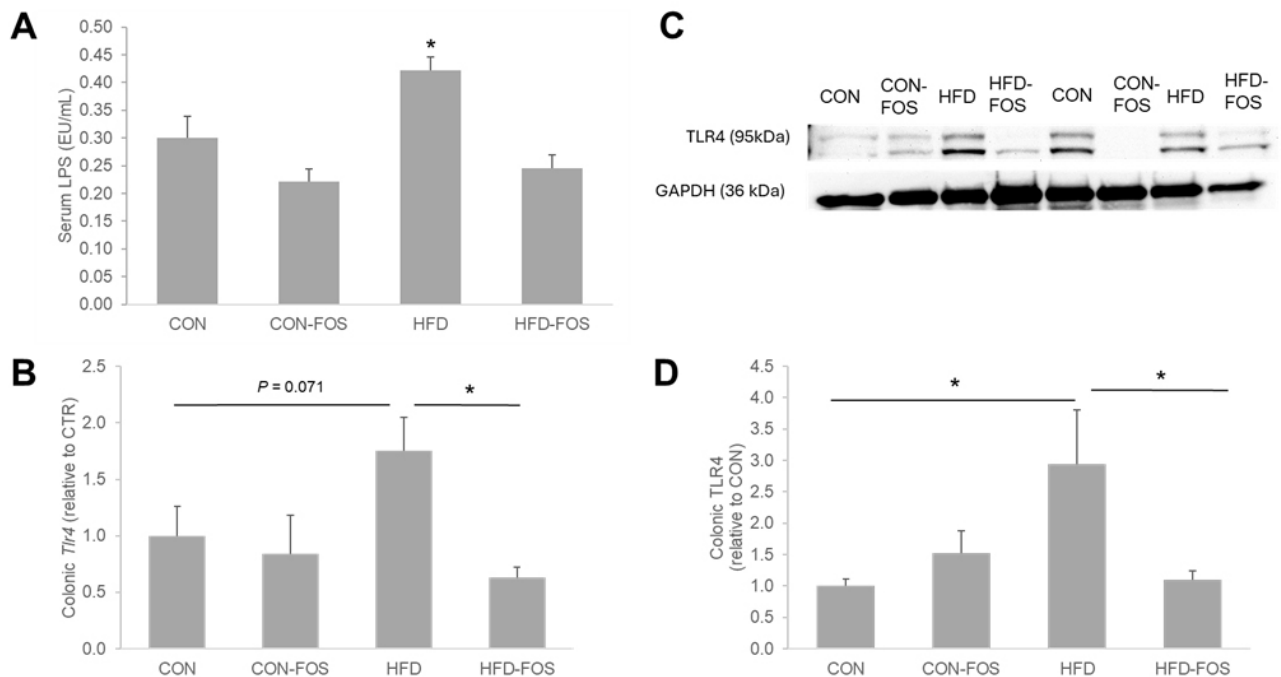 A
Serum LPS (EU/mL)
0.50
0.45
0.40
0.35
0.30
0.25
0.20
0.15
0.10
0.05
0.00
*
CON CON-FOS HFD HFD-FOS
C
CON CON-FOS HFD HFD-FOS CON CON-FOS HFD HFD-FOS
TLR4 (95kDa)
GAPDH (36 kDa)
B
Colonic Tlr4 (relative to CTR)
2.5
2.0
1.5
1.0
0.5
0.0
P = 0.071
*
CON CON-FOS HFD HFD-FOS
D
Colonic TLR4
(relative to CON)
4.5
4.0
3.5
3.0
2.5
2.0
1.5
1.0
0.5
0.0
*
*
CON CON-FOS HFD HFD-FOS